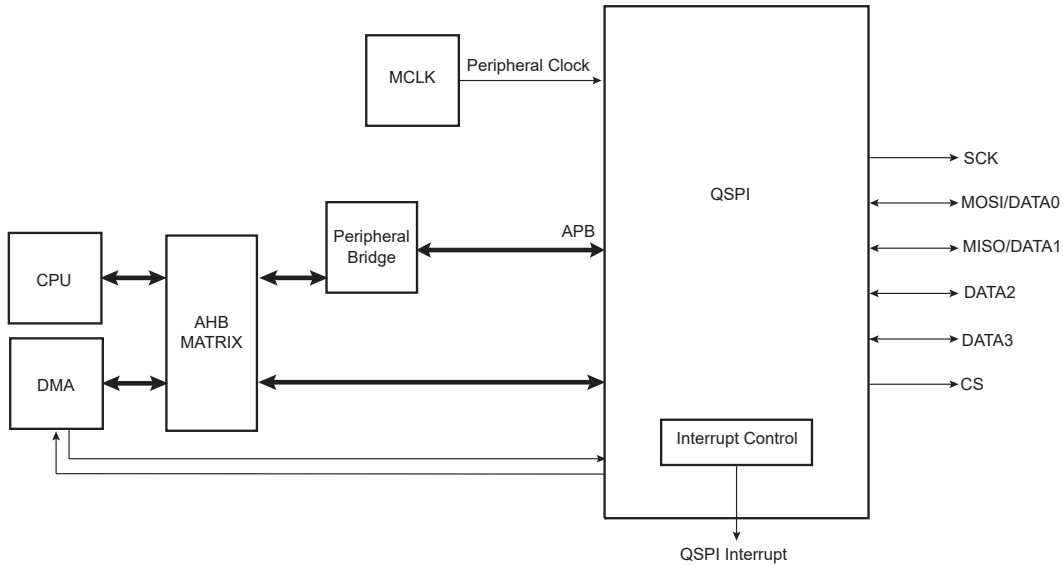 MCLK
Peripheral Clock
QSPI
SCK
MOSI/DATA0
MISO/DATA1
DATA2
DATA3
CS
Peripheral
Bridge
APB
CPU
AHB
MATRIX
DMA
Interrupt Control
QSPI Interrupt